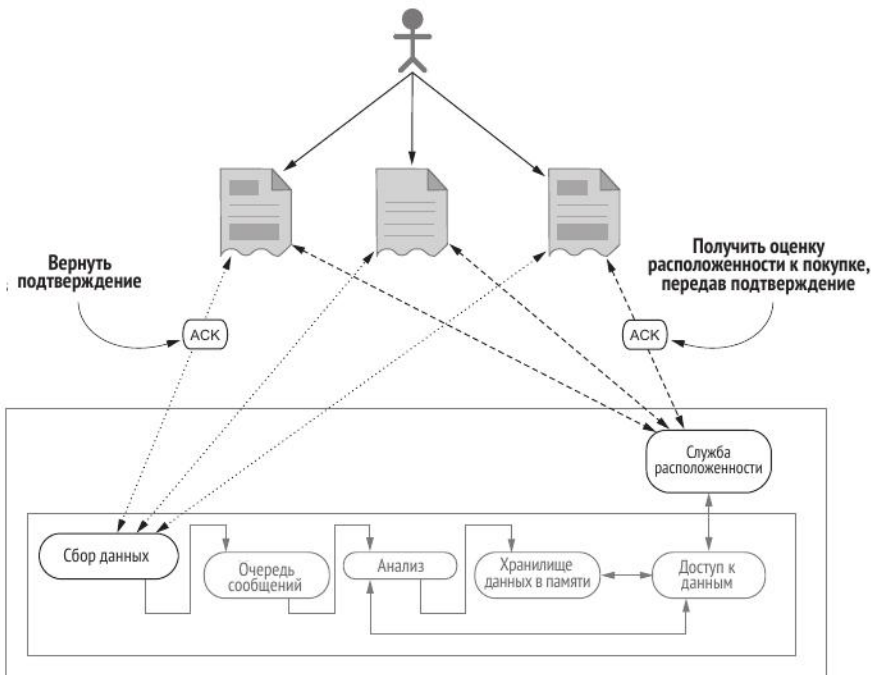 Вернуть
подтверждение
Получить оценку
расположенности к покупке,
передав подтверждение
ACK
ACK
Служба
расположенности
Сбор данных
Очередь
сообщений
Анализ
Хранилище
данных в памяти
Доступ к
данным